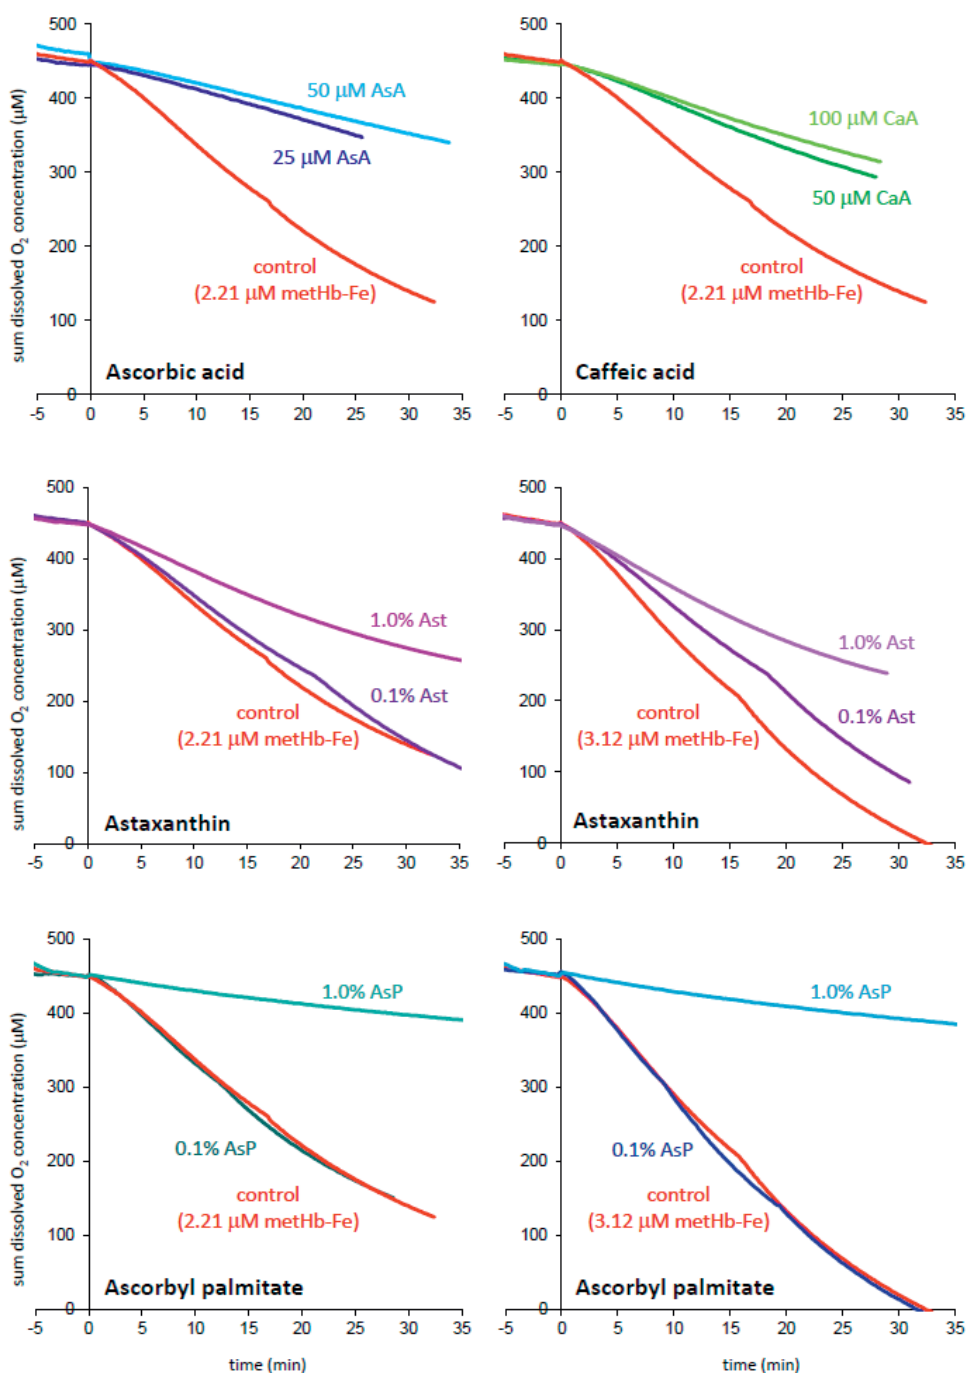 sum dissolved O₂ concentration (µM)
500
400
300
200
100
0
-5 0 5 10 15 20 25 30 35
50 µM AsA
25 µM AsA
control
(2.21 µM metHb-Fe)
Ascorbic acid
500
400
300
200
100
0
-5 0 5 10 15 20 25 30 35
100 µM CaA
50 µM CaA
control
(2.21 µM metHb-Fe)
Caffeic acid
sum dissolved O₂ concentration (µM)
500
400
300
200
100
0
-5 0 5 10 15 20 25 30 35
1.0% Ast
0.1% Ast
control
(2.21 µM metHb-Fe)
Astaxanthin
500
400
300
200
100
0
-5 0 5 10 15 20 25 30 35
1.0% Ast
0.1% Ast
control
(3.12 µM metHb-Fe)
Astaxanthin
sum dissolved O₂ concentration (µM)
500
400
300
200
100
0
-5 0 5 10 15 20 25 30 35
1.0% AsP
0.1% AsP
control
(2.21 µM metHb-Fe)
Ascorbyl palmitate
time (min)
500
400
300
200
100
0
-5 0 5 10 15 20 25 30 35
1.0% AsP
0.1% AsP
control
(3.12 µM metHb-Fe)
Ascorbyl palmitate
time (min)